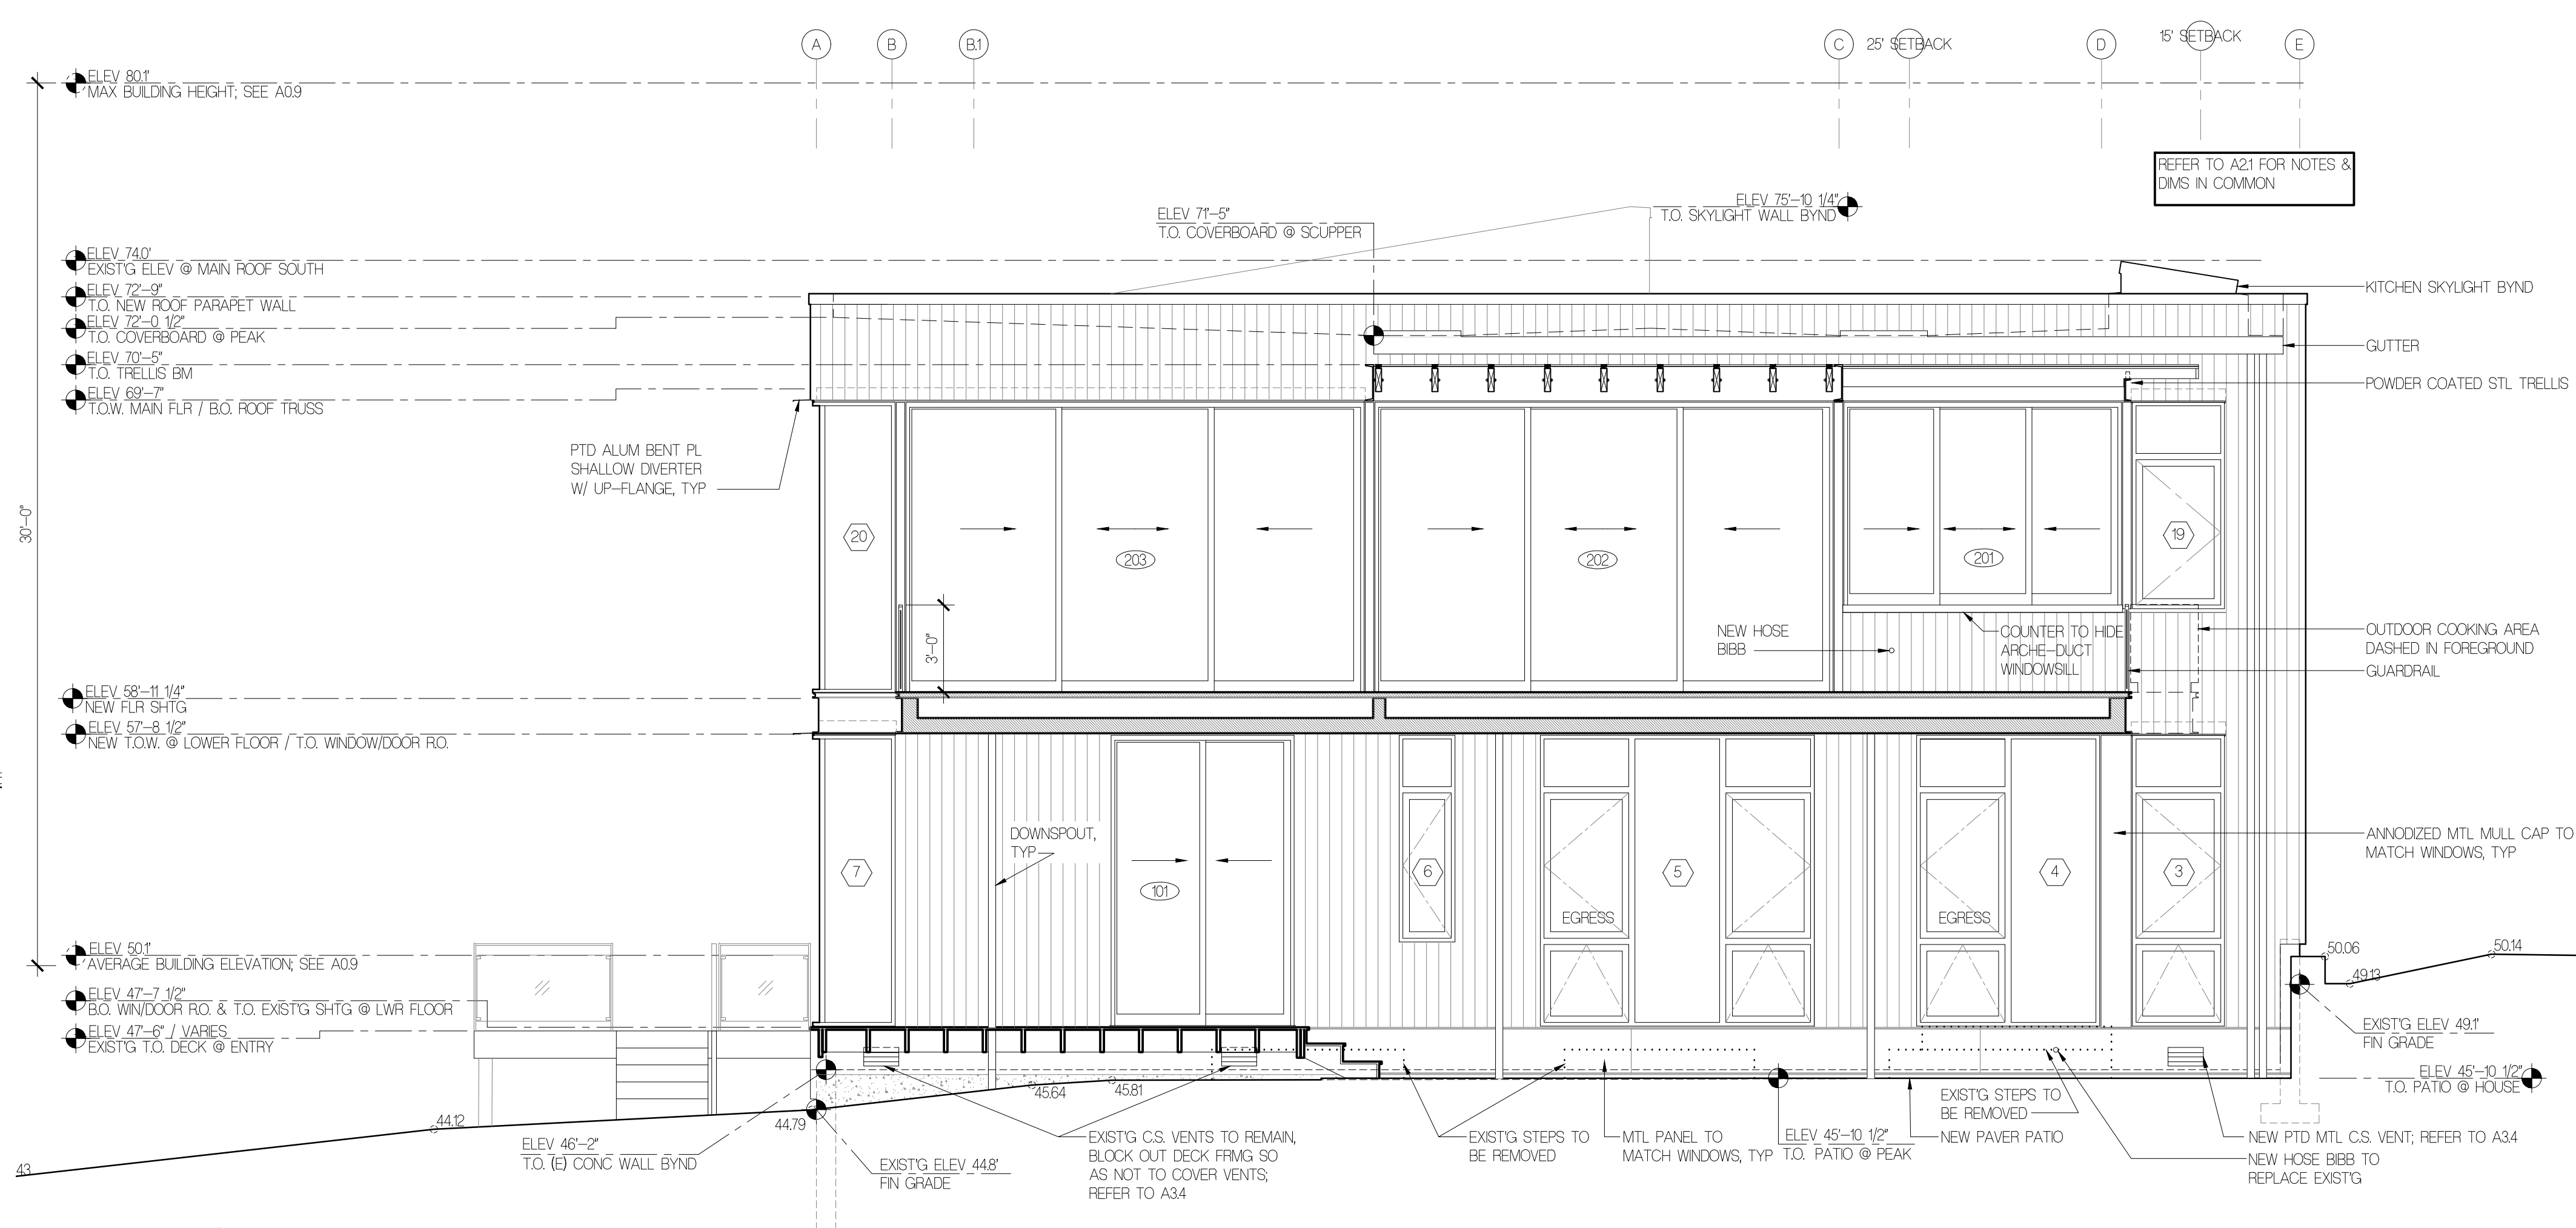 A
B
B.1
C
25' SETBACK
D
15' SETBACK
E
ELEV 80.1'
MAX BUILDING HEIGHT; SEE A0.9
REFER TO A2.1 FOR NOTES &
DIMS IN COMMON
ELEV 71'-5"
T.O. COVERBOARD @ SCUPPER
ELEV 75'-10 1/4"
T.O. SKYLIGHT WALL BYND
ELEV 74.0'
EXIST'G ELEV @ MAIN ROOF SOUTH
ELEV 72'-9"
T.O. NEW ROOF PARAPET WALL
ELEV 72'-0 1/2"
T.O. COVERBOARD @ PEAK
ELEV 70'-5"
T.O. TRELLIS BM
ELEV 69'-7"
T.O.W. MAIN FLR / B.O. ROOF TRUSS
KITCHEN SKYLIGHT BYND
GUTTER
POWDER COATED STL TRELLIS
PTD ALUM BENT PL
SHALLOW DIVERTER
W/ UP-FLANGE, TYP
30'-0"
20
203
202
201
19
3'-0"
NEW HOSE
BIBB
COUNTER TO HIDE
ARCHE-DUCT
WINDOWSILL
OUTDOOR COOKING AREA
DASHED IN FOREGROUND
GUARDRAIL
ELEV 58'-11 1/4"
NEW FLR SHTG
ELEV 57'-8 1/2"
NEW T.O.W. @ LOWER FLOOR / T.O. WINDOW/DOOR R.O.
DOWNSPOUT,
TYP
7
101
6
5
4
3
EGRESS
EGRESS
ANNODIZED MTL MULL CAP TO
MATCH WINDOWS, TYP
ELEV 50.1'
AVERAGE BUILDING ELEVATION; SEE A0.9
ELEV 47'-7 1/2"
B.O. WIN/DOOR R.O. & T.O. EXIST'G SHTG @ LWR FLOOR
ELEV 47'-6" / VARIES
EXIST'G T.O. DECK @ ENTRY
50.06
49.13
50.14
EXIST'G ELEV 49.1'
FIN GRADE
ELEV 45'-10 1/2"
T.O. PATIO @ HOUSE
43
44.12
44.79
45.64
45.81
ELEV 46'-2"
T.O. (E) CONC WALL BYND
EXIST'G ELEV 44.8'
FIN GRADE
EXIST'G C.S. VENTS TO REMAIN,
BLOCK OUT DECK FRMG SO
AS NOT TO COVER VENTS;
REFER TO A3.4
EXIST'G STEPS TO
BE REMOVED
MTL PANEL TO
MATCH WINDOWS, TYP
ELEV 45'-10 1/2"
T.O. PATIO @ PEAK
EXIST'G STEPS TO
BE REMOVED
NEW PAVER PATIO
NEW PTD MTL C.S. VENT; REFER TO A3.4
NEW HOSE BIBB TO
REPLACE EXIST'G